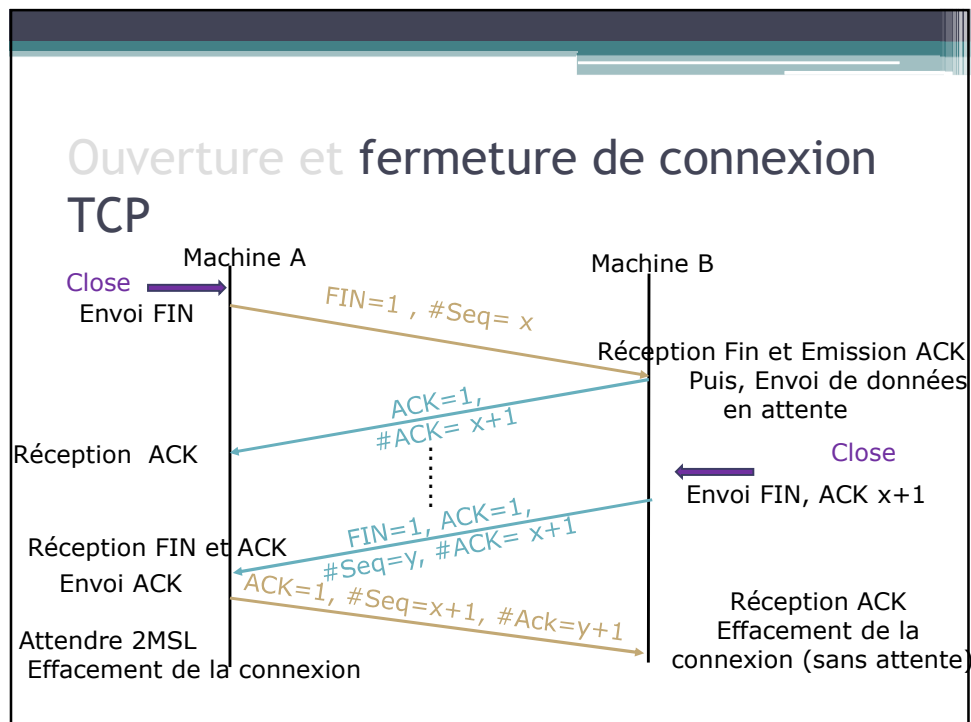 Ouverture et fermeture de connexion
TCP
Machine A
Machine B
Close
Envoi FIN
FIN=1 , #Seq= x
Réception Fin et Emission ACK
Puis, Envoi de données
en attente
ACK=1,
#ACK= x+1
Réception ACK
Close
Envoi FIN, ACK x+1
FIN=1, ACK=1,
#Seq=y, #ACK= x+1
Réception FIN et ACK
Envoi ACK
ACK=1, #Seq=x+1, #Ack=y+1
Réception ACK
Effacement de la
connexion (sans attente)
Attendre 2MSL
Effacement de la connexion